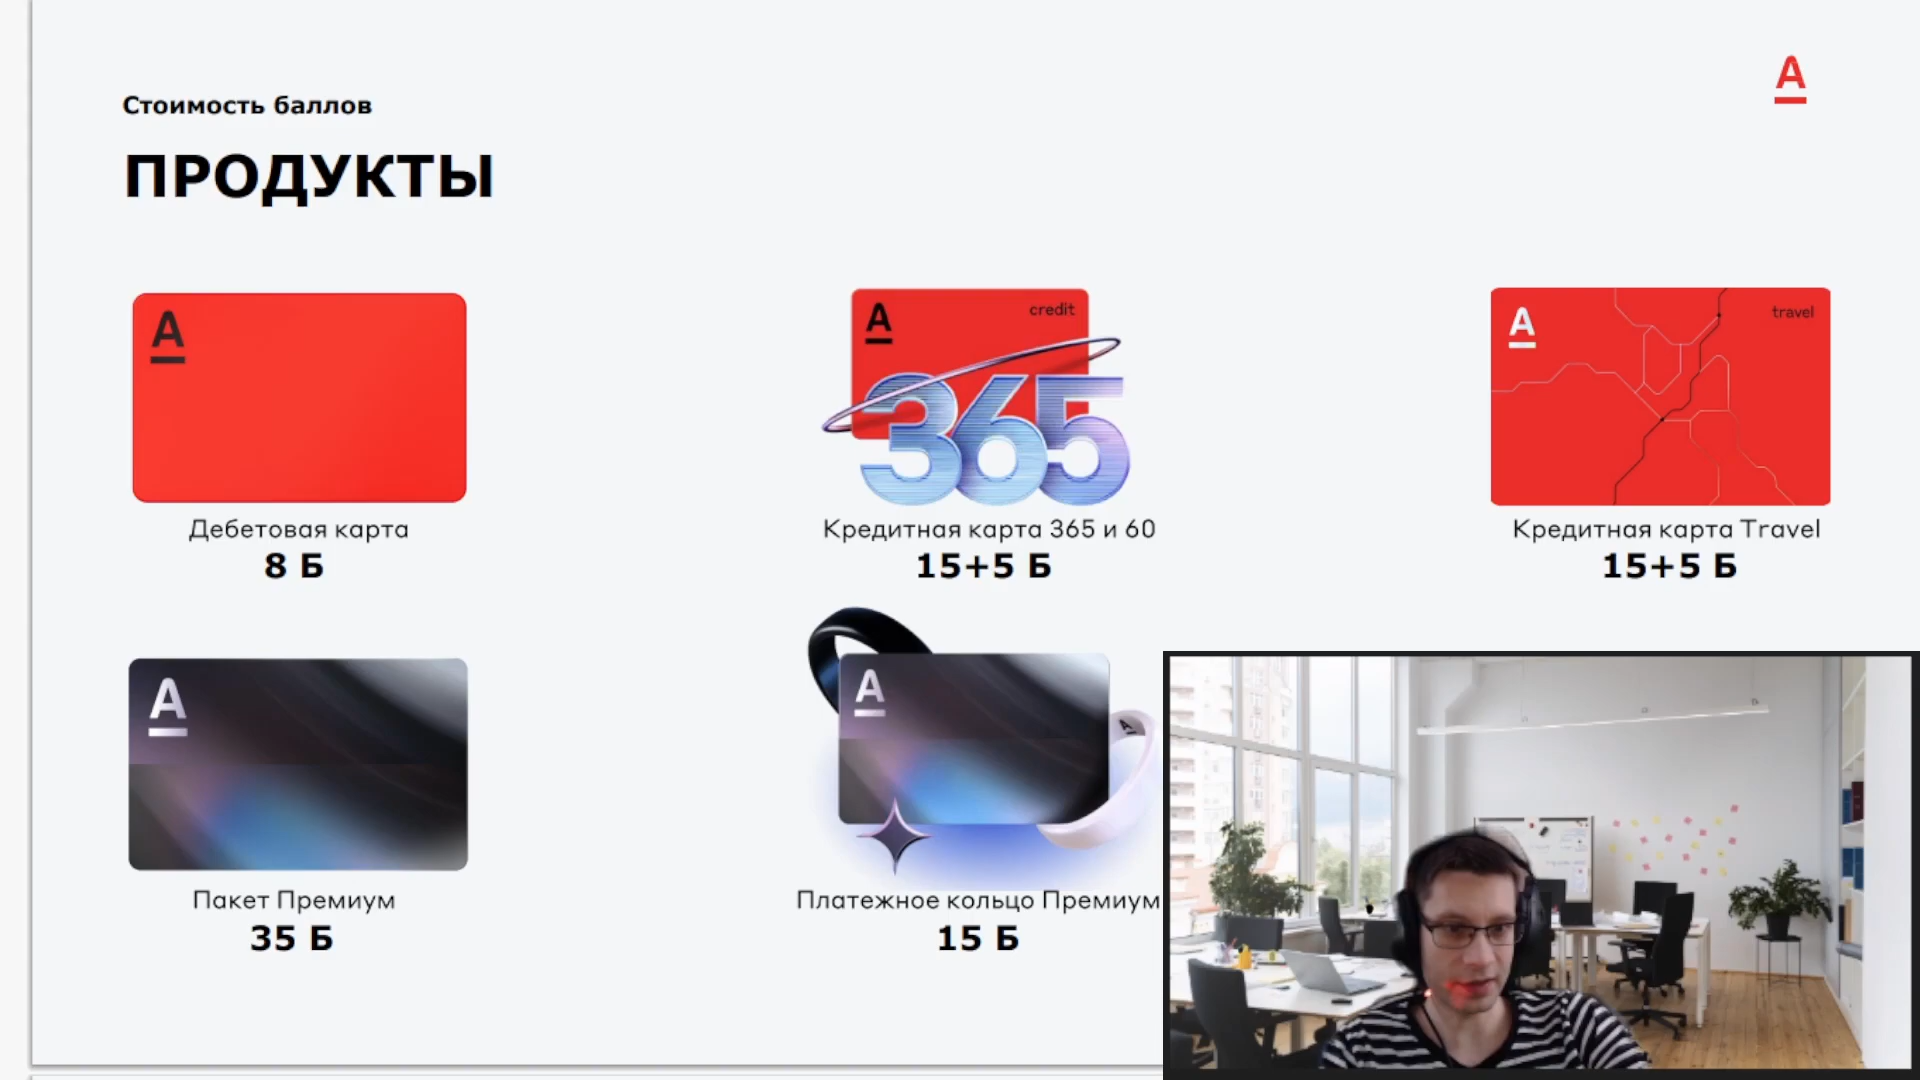 Стоимость баллов
ПРОДУКТЫ
А
А
А credit
365
А travel
Дебетовая карта
8 Б
Кредитная карта 365 и 60
15+5 Б
Кредитная карта Travel
15+5 Б
А
А
А
Пакет Премиум
35 Б
Платежное кольцо Премиум
15 Б